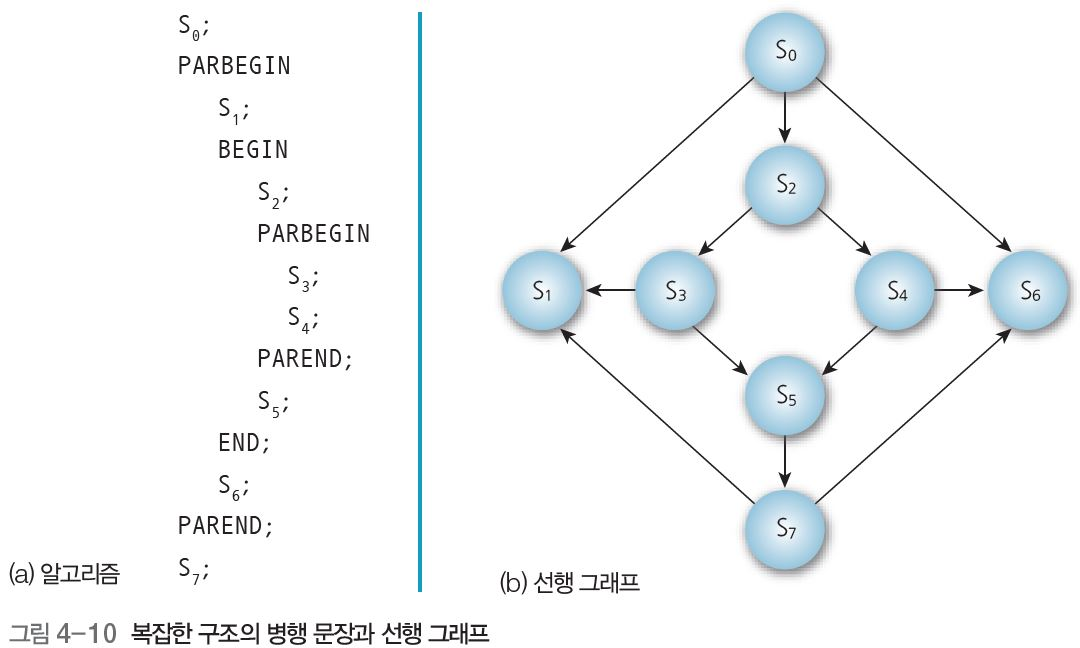 S₀;
PARBEGIN
S₁;
BEGIN
S₂;
PARBEGIN
S₃;
S₄;
PAREND;
S₅;
END;
S₆;
PAREND;
S₇;
(a) 알고리즘
S₀
S₂
S₁
S₃
S₄
S₆
S₅
S₇
(b) 선행 그래프
그림 4-10 복잡한 구조의 병행 문장과 선행 그래프